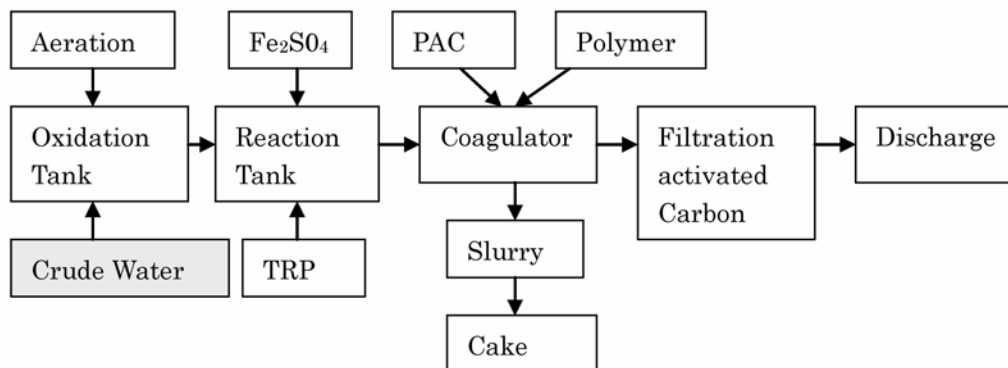 Aeration
Fe₂S0₄
PAC
Polymer
Oxidation
Tank
Reaction
Tank
Coagulator
Filtration
activated
Carbon
Discharge
Crude Water
TRP
Slurry
Cake